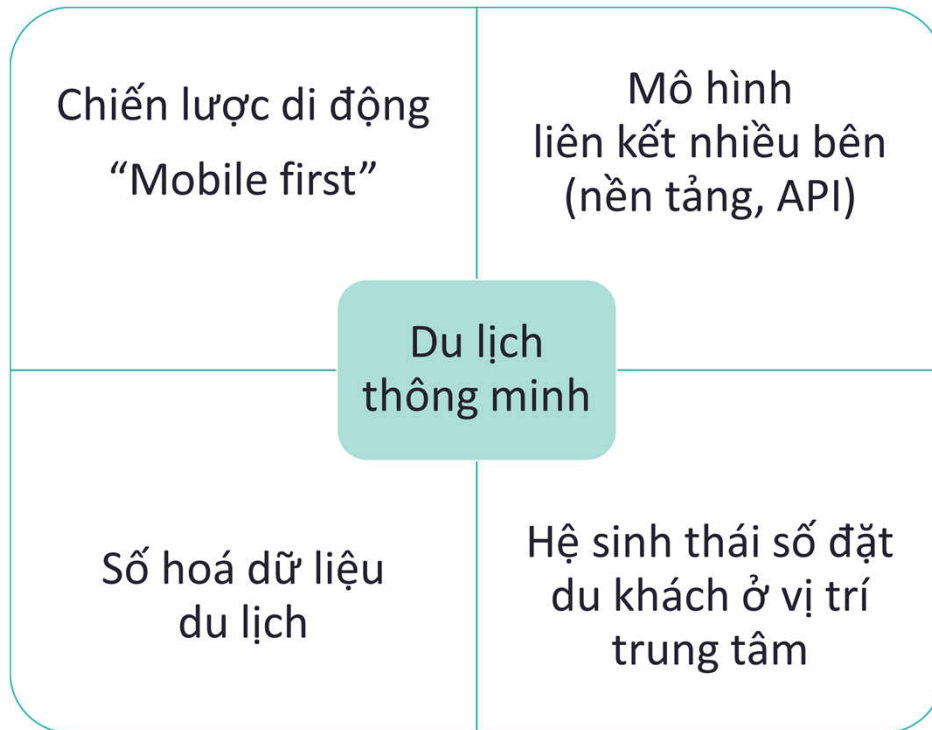 Chiến lược di động
“Mobile first”
Mô hình
liên kết nhiều bên
(nền tảng, API)
Du lịch
thông minh
Số hoá dữ liệu
du lịch
Hệ sinh thái số đặt
du khách ở vị trí
trung tâm